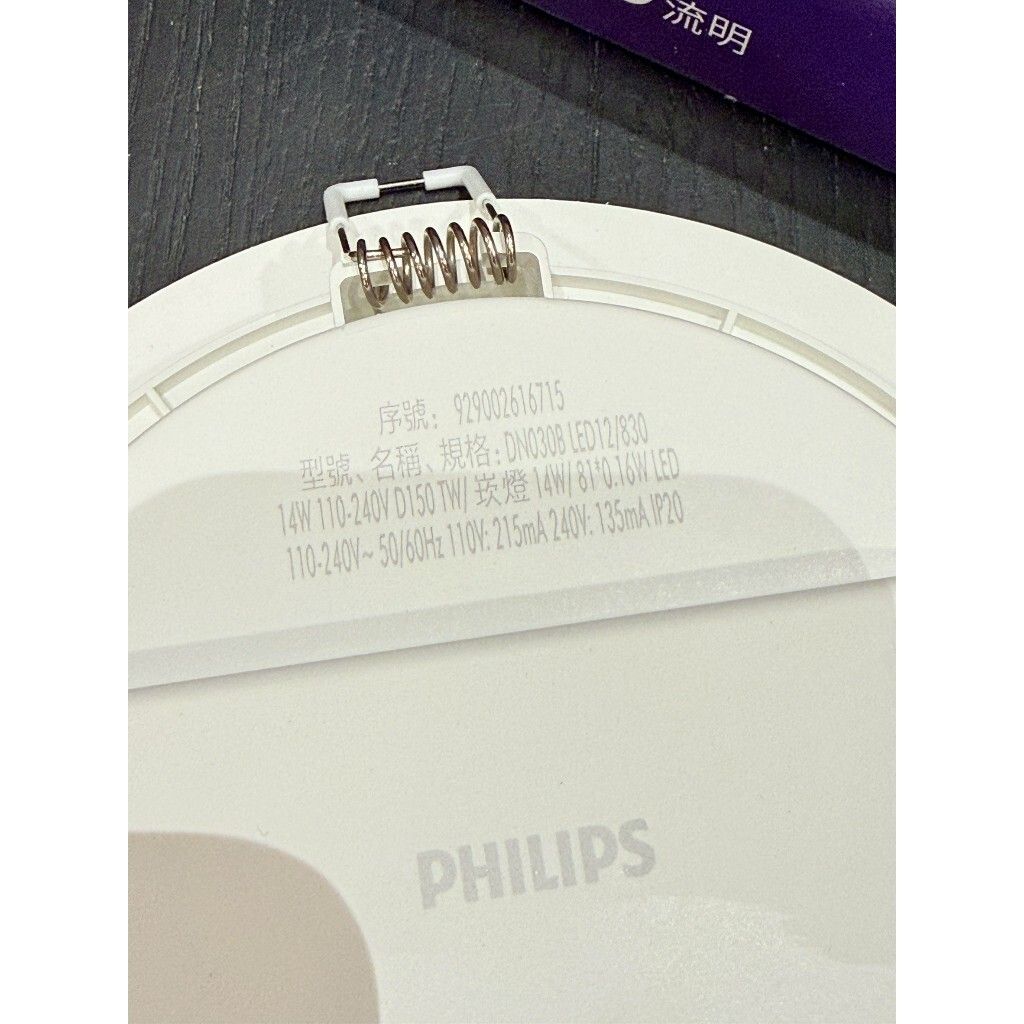 流明
序號: 929002616715
型號、名稱、規格: DN030B LED12/830
14W 110-240V D150 TW/ 崁燈 14W/ 81*0.16W LED
110-240V~ 50/60Hz 110V: 215mA 240V: 135mA IP20
PHILIPS